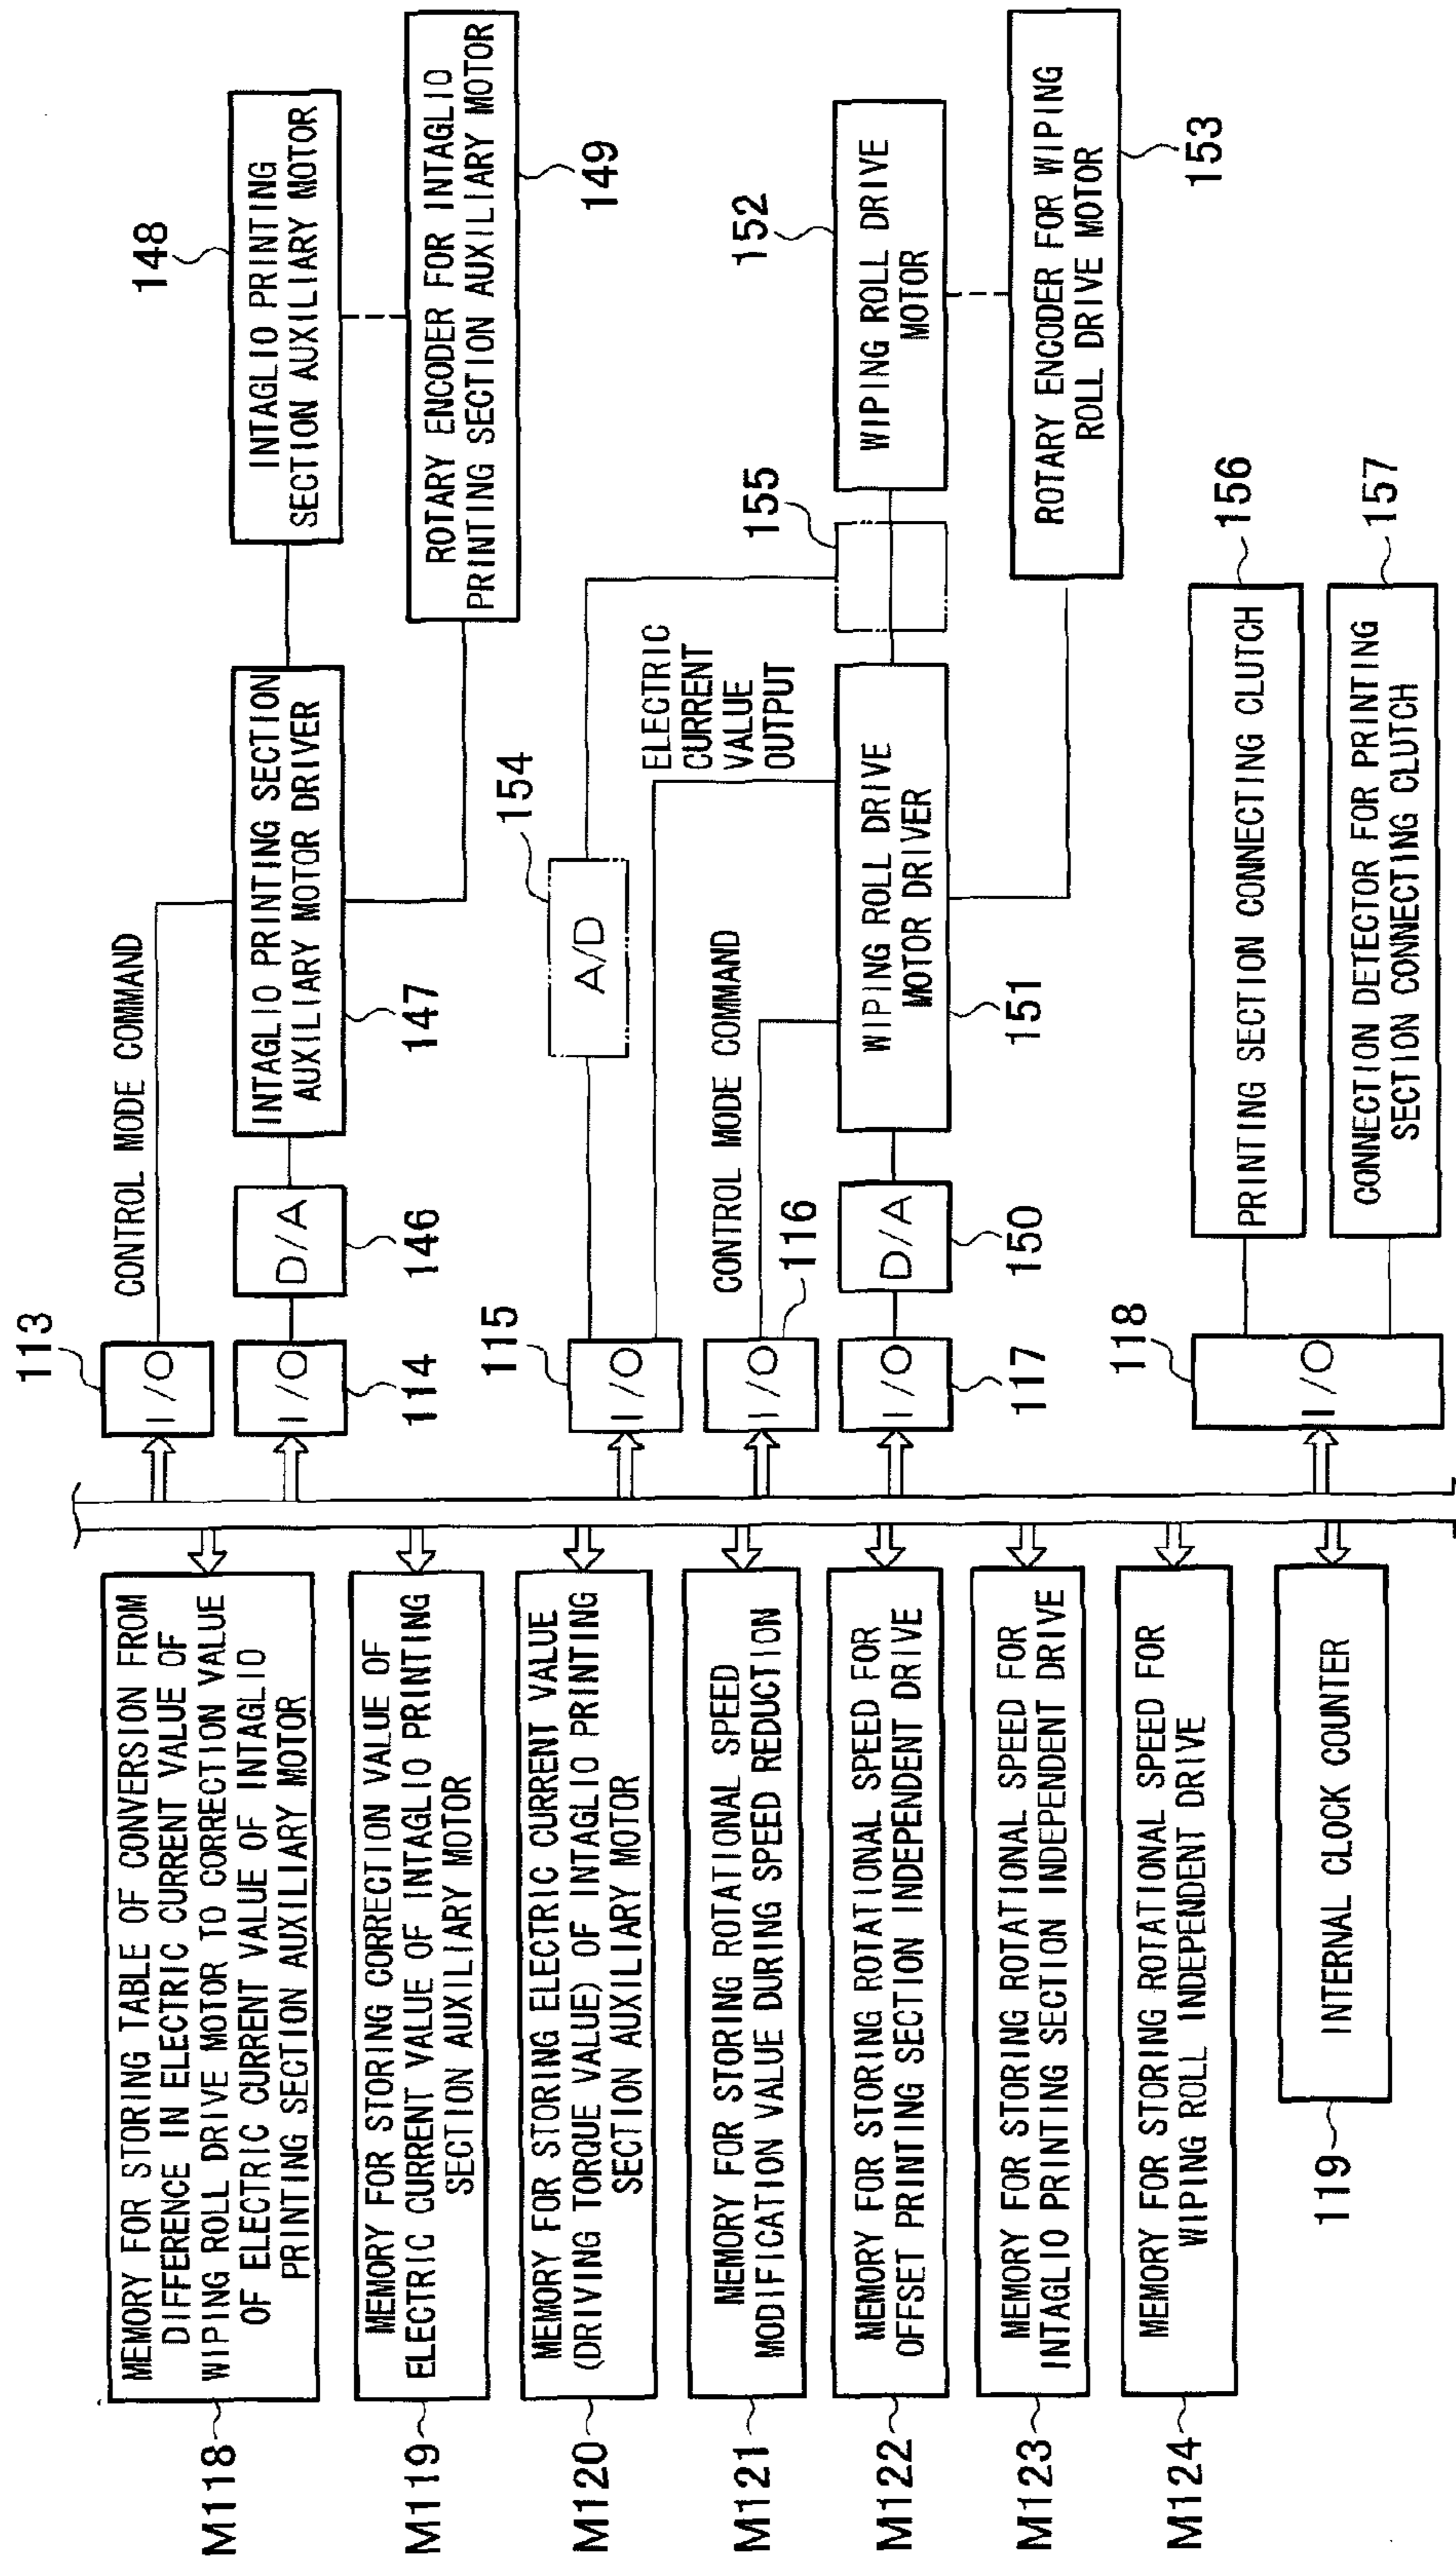 M118
MEMORY FOR STORING TABLE OF CONVERSION FROM
DIFFERENCE IN ELECTRIC CURRENT VALUE OF
WIPING ROLL DRIVE MOTOR TO CORRECTION VALUE
OF ELECTRIC CURRENT VALUE OF INTAGLIO
PRINTING SECTION AUXILIARY MOTOR
M119
MEMORY FOR STORING CORRECTION VALUE OF
ELECTRIC CURRENT VALUE OF INTAGLIO PRINTING
SECTION AUXILIARY MOTOR
M120
MEMORY FOR STORING ELECTRIC CURRENT VALUE
(DRIVING TORQUE VALUE) OF INTAGLIO PRINTING
SECTION AUXILIARY MOTOR
M121
MEMORY FOR STORING ROTATIONAL SPEED
MODIFICATION VALUE DURING SPEED REDUCTION
M122
MEMORY FOR STORING ROTATIONAL SPEED FOR
OFFSET PRINTING SECTION INDEPENDENT DRIVE
M123
MEMORY FOR STORING ROTATIONAL SPEED FOR
INTAGLIO PRINTING SECTION INDEPENDENT DRIVE
M124
MEMORY FOR STORING ROTATIONAL SPEED FOR
WIPING ROLL INDEPENDENT DRIVE
119
INTERNAL CLOCK COUNTER
113
I/O
CONTROL MODE COMMAND
I/O
114
D/A
146
INTAGLIO PRINTING SECTION
AUXILIARY MOTOR DRIVER
147
148
INTAGLIO PRINTING
SECTION AUXILIARY MOTOR
ROTARY ENCODER FOR INTAGLIO
PRINTING SECTION AUXILIARY MOTOR
149
115
I/O
154
A/D
ELECTRIC
CURRENT
VALUE
OUTPUT
155
I/O
116
CONTROL MODE COMMAND
I/O
117
D/A
150
WIPING ROLL DRIVE
MOTOR DRIVER
151
152
WIPING ROLL DRIVE
MOTOR
ROTARY ENCODER FOR WIPING
ROLL DRIVE MOTOR
153
118
I/O
PRINTING SECTION CONNECTING CLUTCH
156
CONNECTION DETECTOR FOR PRINTING
SECTION CONNECTING CLUTCH
157